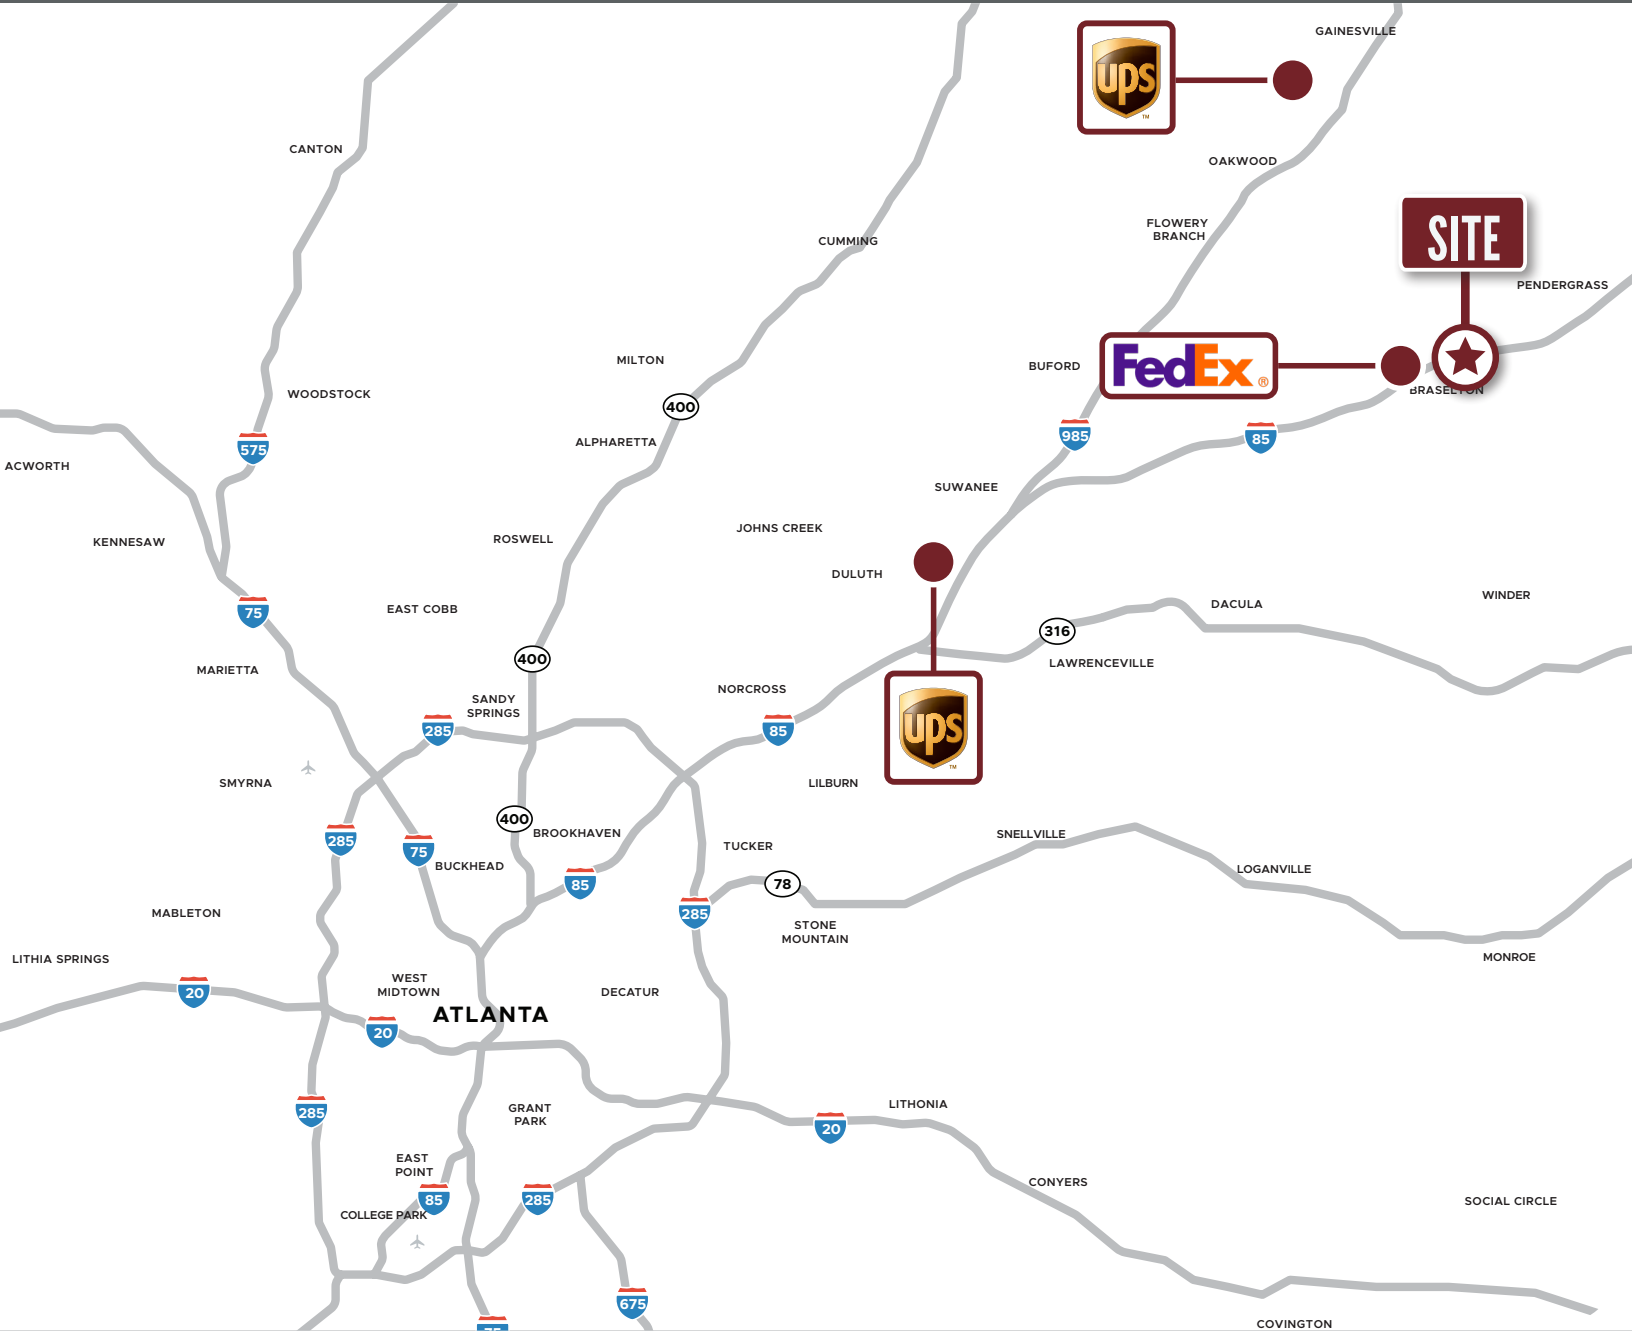 GAINESVILLE
ups
TM
CANTON
OAKWOOD
FLOWERY
BRANCH
SITE
CUMMING
PENDERGRASS
MILTON
BUFORD
FedEx
®
BRASELTON
WOODSTOCK
400
ALPHARETTA
985
85
575
ACWORTH
SUWANEE
JOHNS CREEK
ROSWELL
KENNESAW
DULUTH
WINDER
DACULA
EAST COBB
75
316
400
LAWRENCEVILLE
MARIETTA
NORCROSS
SANDY
SPRINGS
285
85
ups
TM
SMYRNA
LILBURN
400
BROOKHAVEN
SNELLVILLE
285
75
TUCKER
BUCKHEAD
LOGANVILLE
85
78
MABLETON
285
STONE
MOUNTAIN
LITHIA SPRINGS
MONROE
WEST
MIDTOWN
20
DECATUR
ATLANTA
20
LITHONIA
285
GRANT
PARK
20
EAST
POINT
CONYERS
85
285
SOCIAL CIRCLE
COLLEGE PARK
675
COVINGTON
75